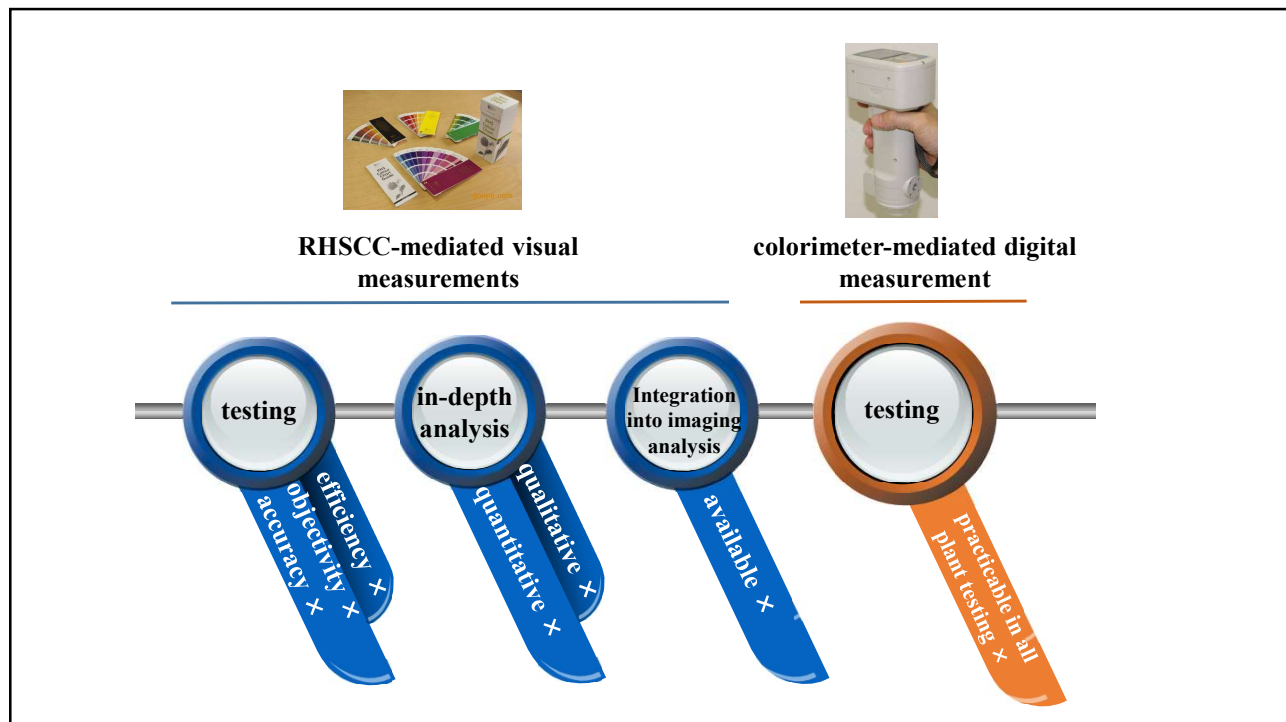 RHSCC-mediated visual
measurements
colorimeter-mediated digital
measurement
testing
in-depth
analysis
Integration
into imaging
analysis
testing
accuracy ×
objectivity ×
efficiency ×
quantitative ×
qualitative ×
available ×
practicable in all
plant testing ×